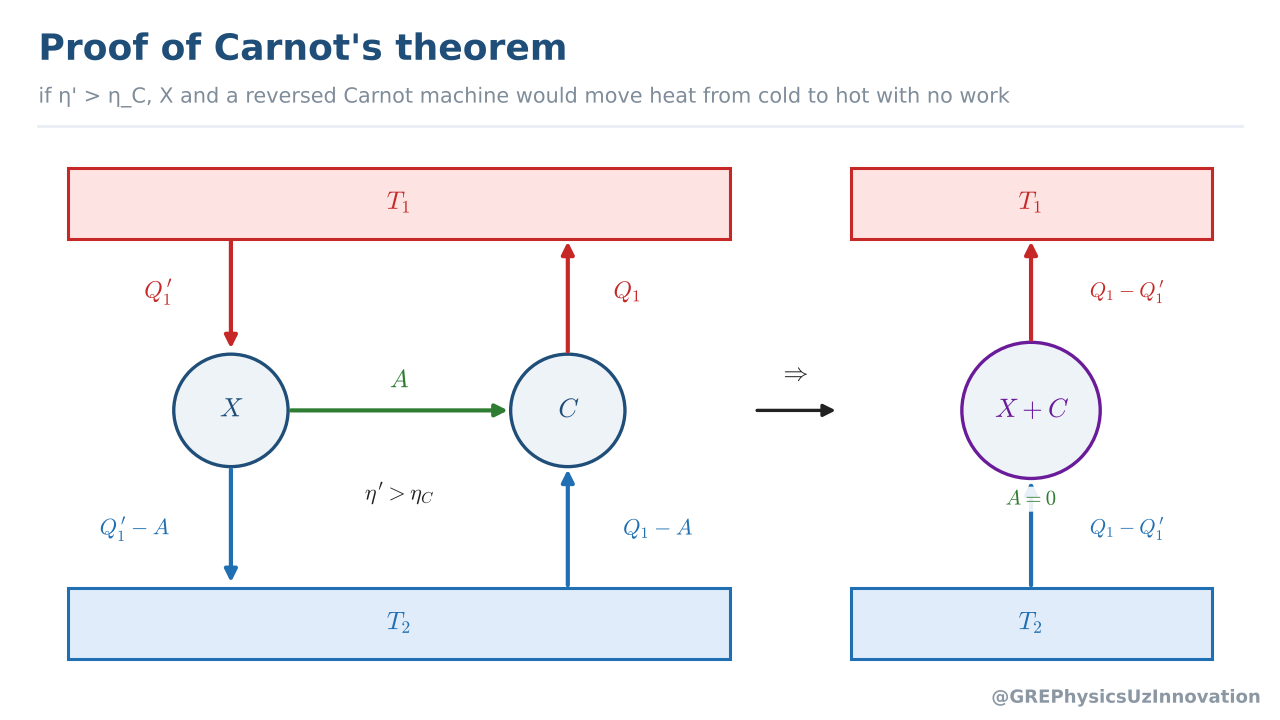 Proof of Carnot's theorem
if η' > η_C, X and a reversed Carnot machine would move heat from cold to hot with no work
T₁
T₁
Q₁′
Q₁
Q₁ − Q₁′
A
⇒
X
C
X + C
η′ > η_C
A = 0
Q₁′ − A
Q₁ − A
Q₁ − Q₁′
T₂
T₂
@GREPhysicsUzInnovation